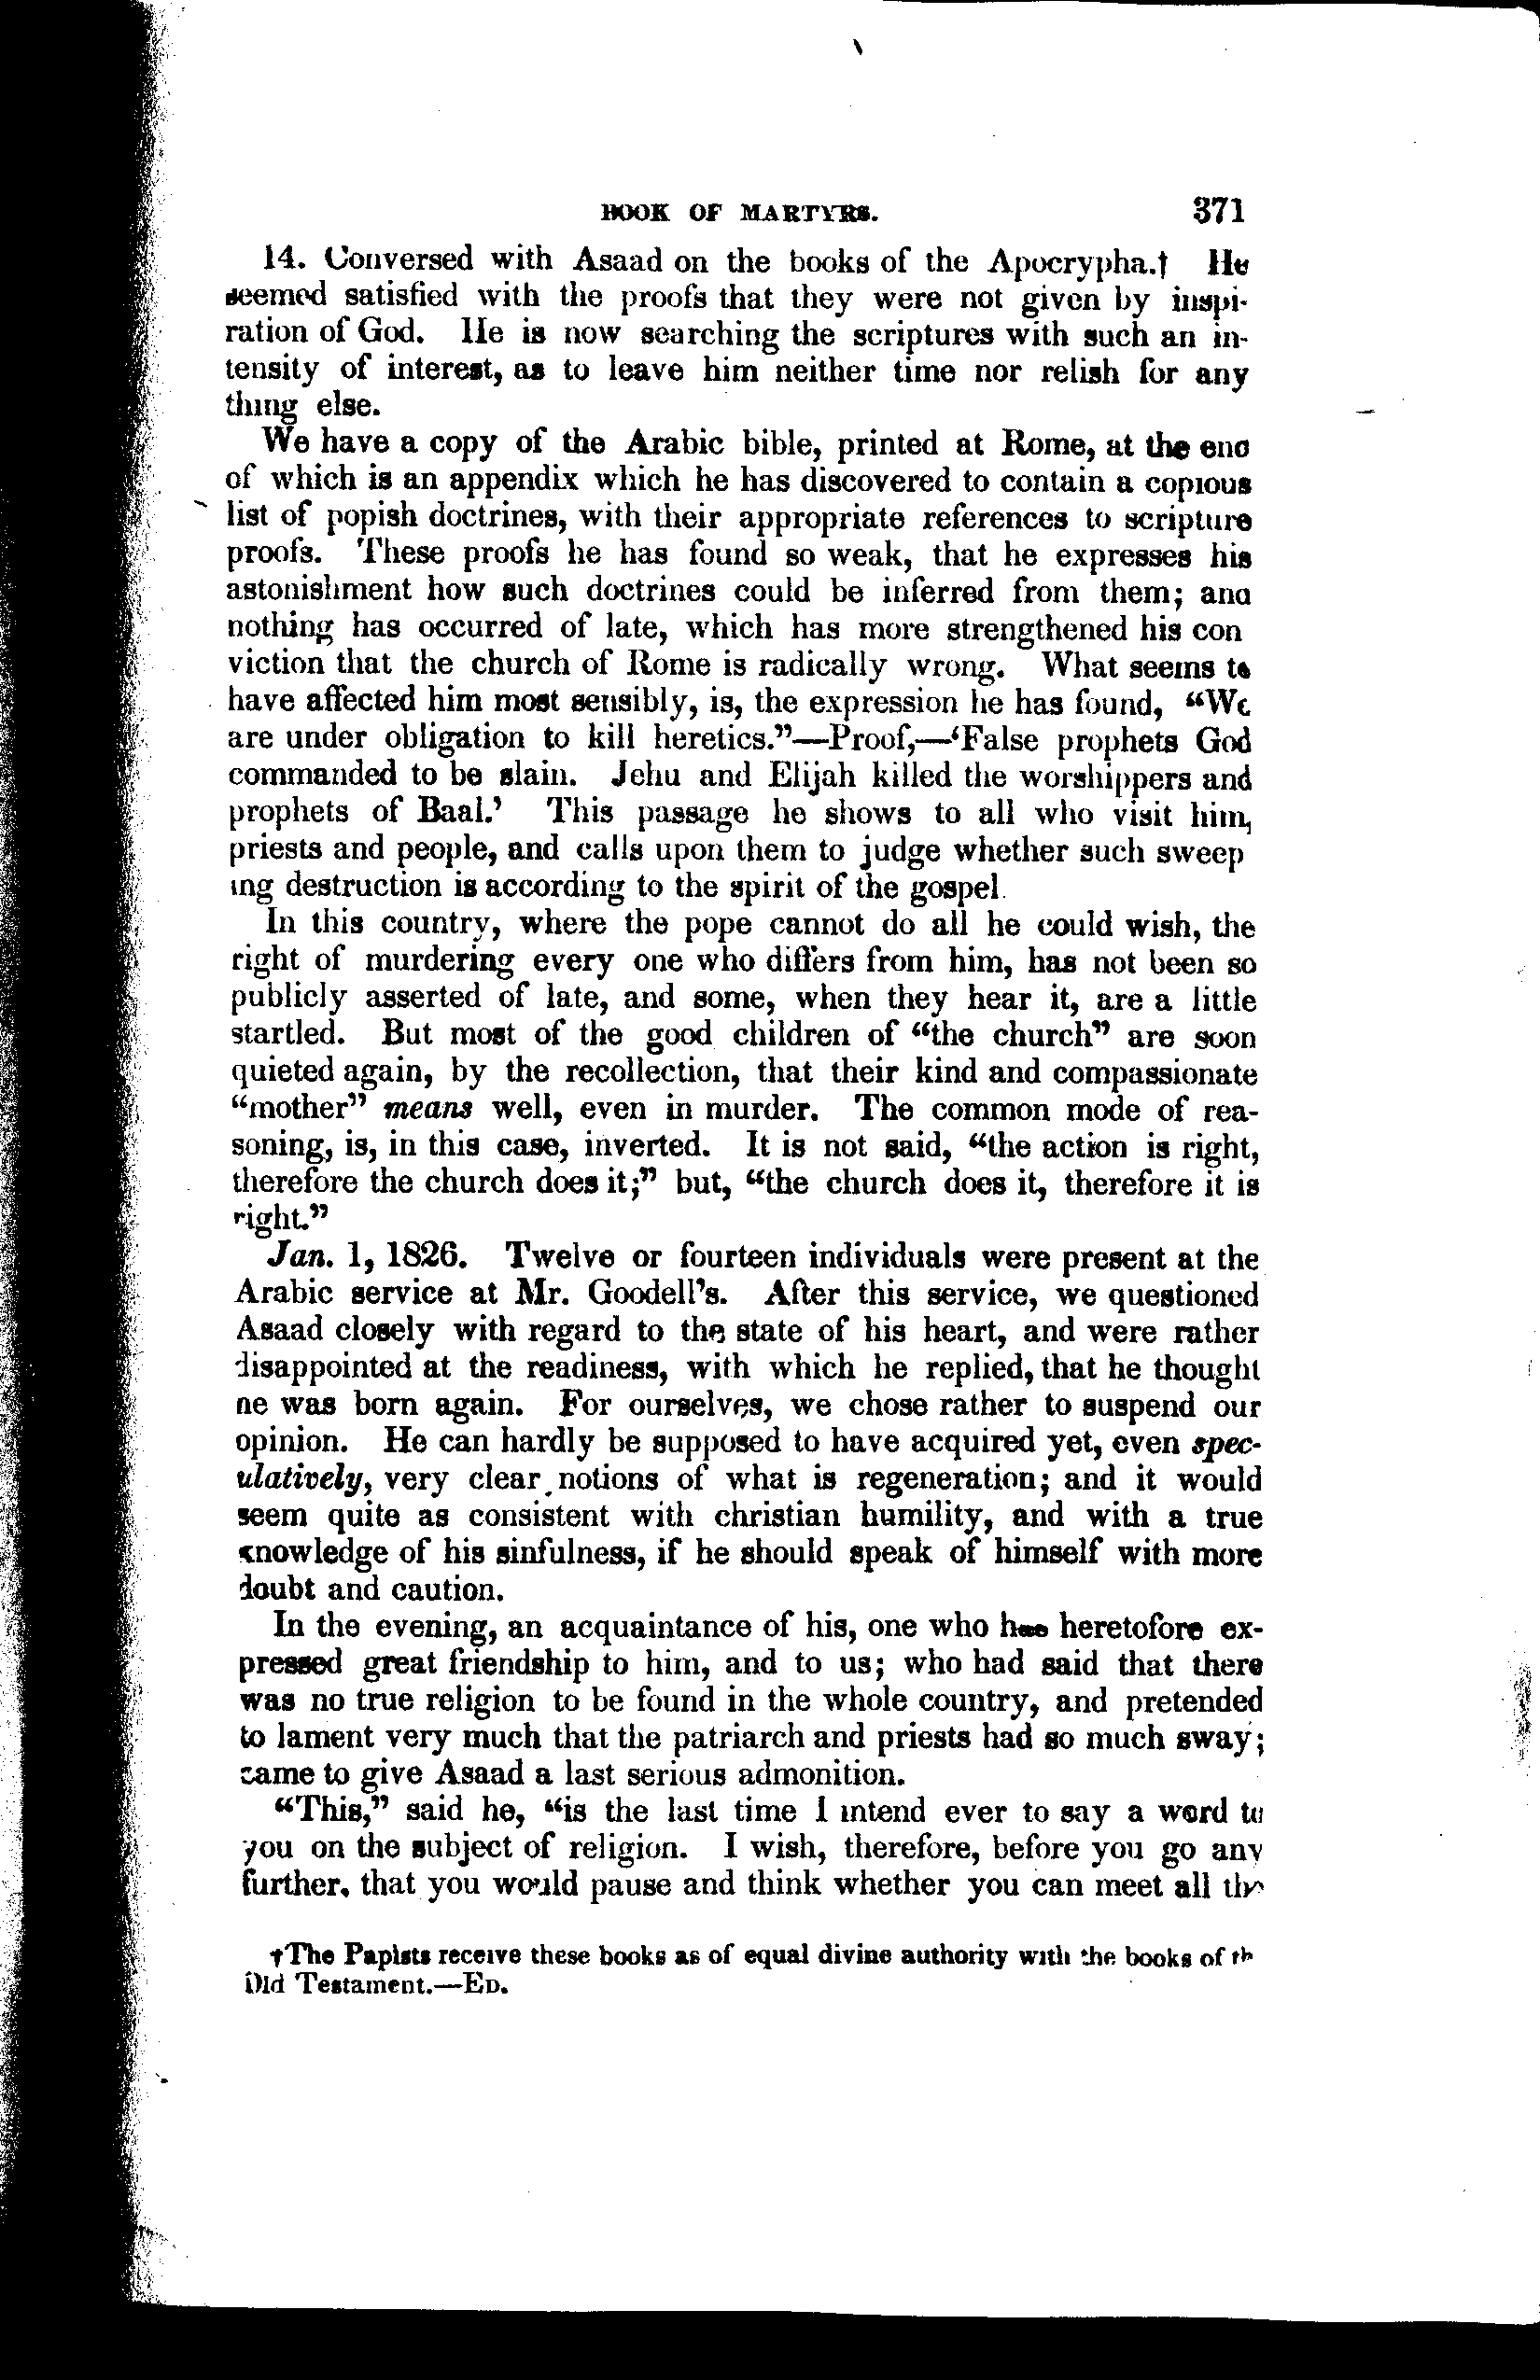 BOOK OF MARTYRS. 371
14. Conversed with Asaad on the books of the Apocrypha.† He
seemed satisfied with the proofs that they were not given by inspi-
ration of God. He is now searching the scriptures with such an in-
tensity of interest, as to leave him neither time nor relish for any
thing else.
We have a copy of the Arabic bible, printed at Rome, at the end
of which is an appendix which he has discovered to contain a copious
list of popish doctrines, with their appropriate references to scripture
proofs. These proofs he has found so weak, that he expresses his
astonishment how such doctrines could be inferred from them; and
nothing has occurred of late, which has more strengthened his con
viction that the church of Rome is radically wrong. What seems to
have affected him most sensibly, is, the expression he has found, "We
are under obligation to kill heretics."—Proof,—'False prophets God
commanded to be slain. Jehu and Elijah killed the worshippers and
prophets of Baal.' This passage he shows to all who visit him,
priests and people, and calls upon them to judge whether such sweep
ing destruction is according to the spirit of the gospel.
In this country, where the pope cannot do all he could wish, the
right of murdering every one who differs from him, has not been so
publicly asserted of late, and some, when they hear it, are a little
startled. But most of the good children of "the church" are soon
quieted again, by the recollection, that their kind and compassionate
"mother" means well, even in murder. The common mode of rea-
soning, is, in this case, inverted. It is not said, "the action is right,
therefore the church does it;" but, "the church does it, therefore it is
right."
Jan. 1, 1826. Twelve or fourteen individuals were present at the
Arabic service at Mr. Goodell's. After this service, we questioned
Asaad closely with regard to the state of his heart, and were rather
disappointed at the readiness, with which he replied, that he thought
he was born again. For ourselves, we chose rather to suspend our
opinion. He can hardly be supposed to have acquired yet, even spec-
ulatively, very clear notions of what is regeneration; and it would
seem quite as consistent with christian humility, and with a true
knowledge of his sinfulness, if he should speak of himself with more
doubt and caution.
In the evening, an acquaintance of his, one who has heretofore ex-
pressed great friendship to him, and to us; who had said that there
was no true religion to be found in the whole country, and pretended
to lament very much that the patriarch and priests had so much sway;
came to give Asaad a last serious admonition.
"This," said he, "is the last time I intend ever to say a word to
you on the subject of religion. I wish, therefore, before you go any
further, that you would pause and think whether you can meet all the
†The Papists receive these books as of equal divine authority with the books of th
Old Testament.—ED.